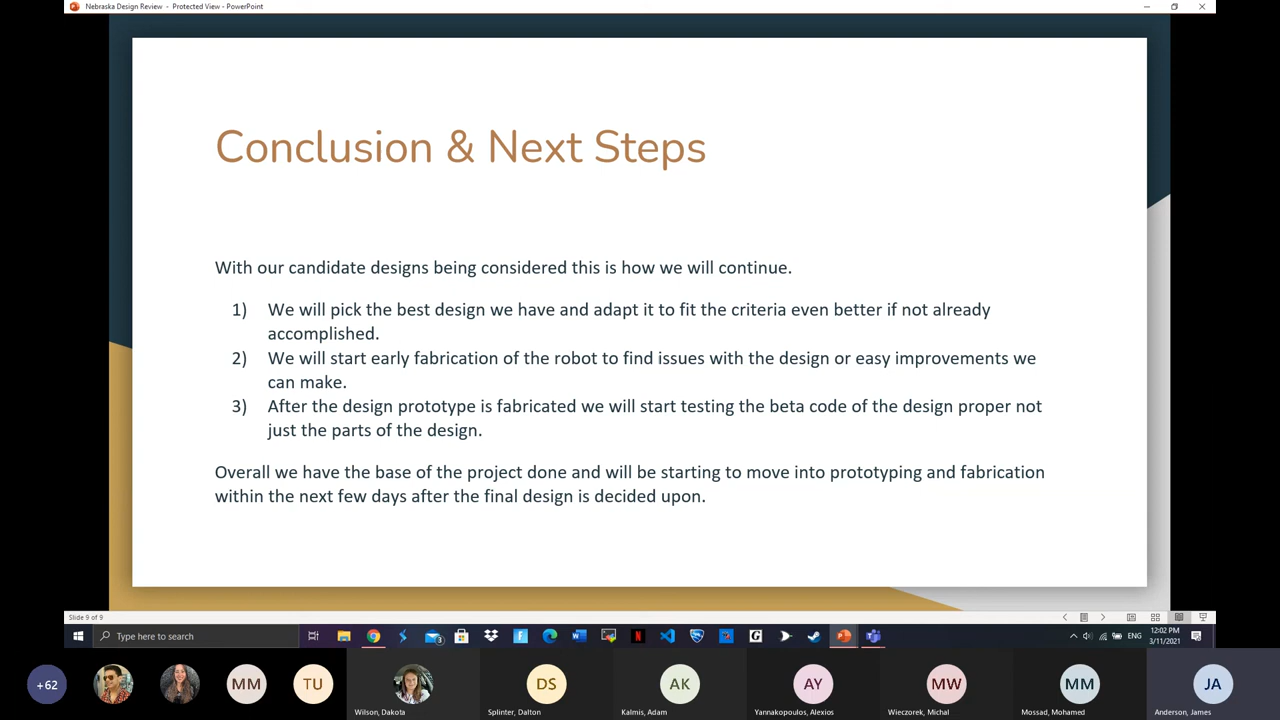 Nebraska Design Review - Protected View - PowerPoint
Conclusion & Next Steps
With our candidate designs being considered this is how we will continue.
1) We will pick the best design we have and adapt it to fit the criteria even better if not already
accomplished.
2) We will start early fabrication of the robot to find issues with the design or easy improvements we
can make.
3) After the design prototype is fabricated we will start testing the beta code of the design proper not
just the parts of the design.
Overall we have the base of the project done and will be starting to move into prototyping and fabrication
within the next few days after the final design is decided upon.
Slide 9 of 9
Type here to search
ENG
12:02 PM
3/11/2021
+62
MM
TU
DS
AK
AY
MW
MM
JA
Wilson, Dakota
Splinter, Dalton
Kalmis, Adam
Yannakopoulos, Alexios
Wieczorek, Michal
Mossad, Mohamed
Anderson, James